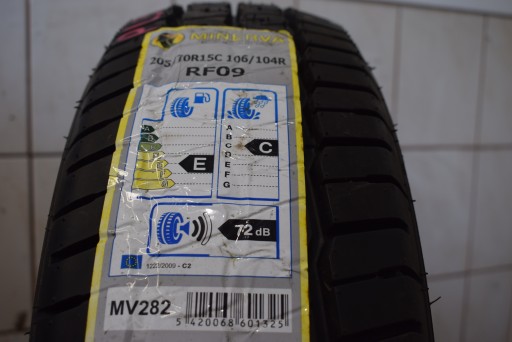 MINERVA
205/70R15C 106/104R
RF09
A
B
C
D
E
F
G
E
C
72 dB
1222/2009 - C2
MV282
5 420068 601325